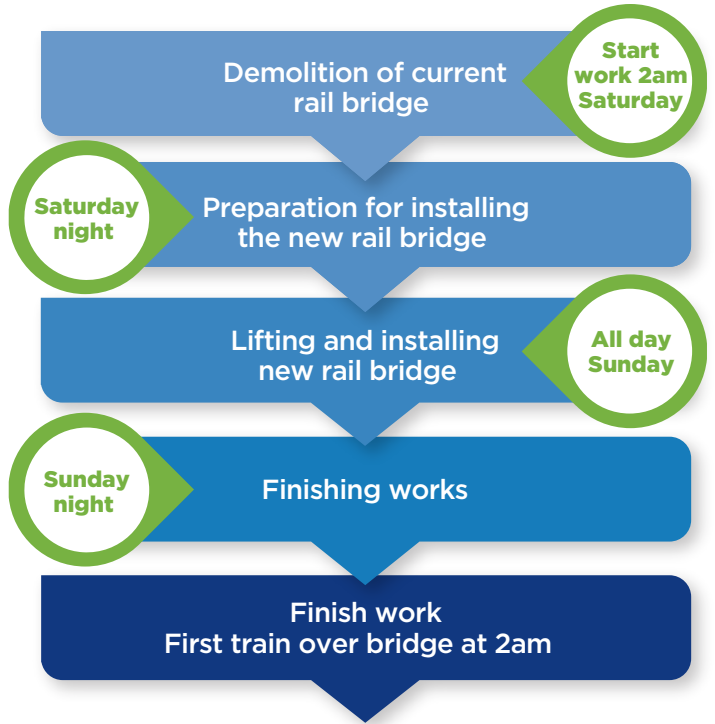 Demolition of current
rail bridge
Start
work 2am
Saturday
Saturday
night
Preparation for installing
the new rail bridge
Lifting and installing
new rail bridge
All day
Sunday
Sunday
night
Finishing works
Finish work
First train over bridge at 2am